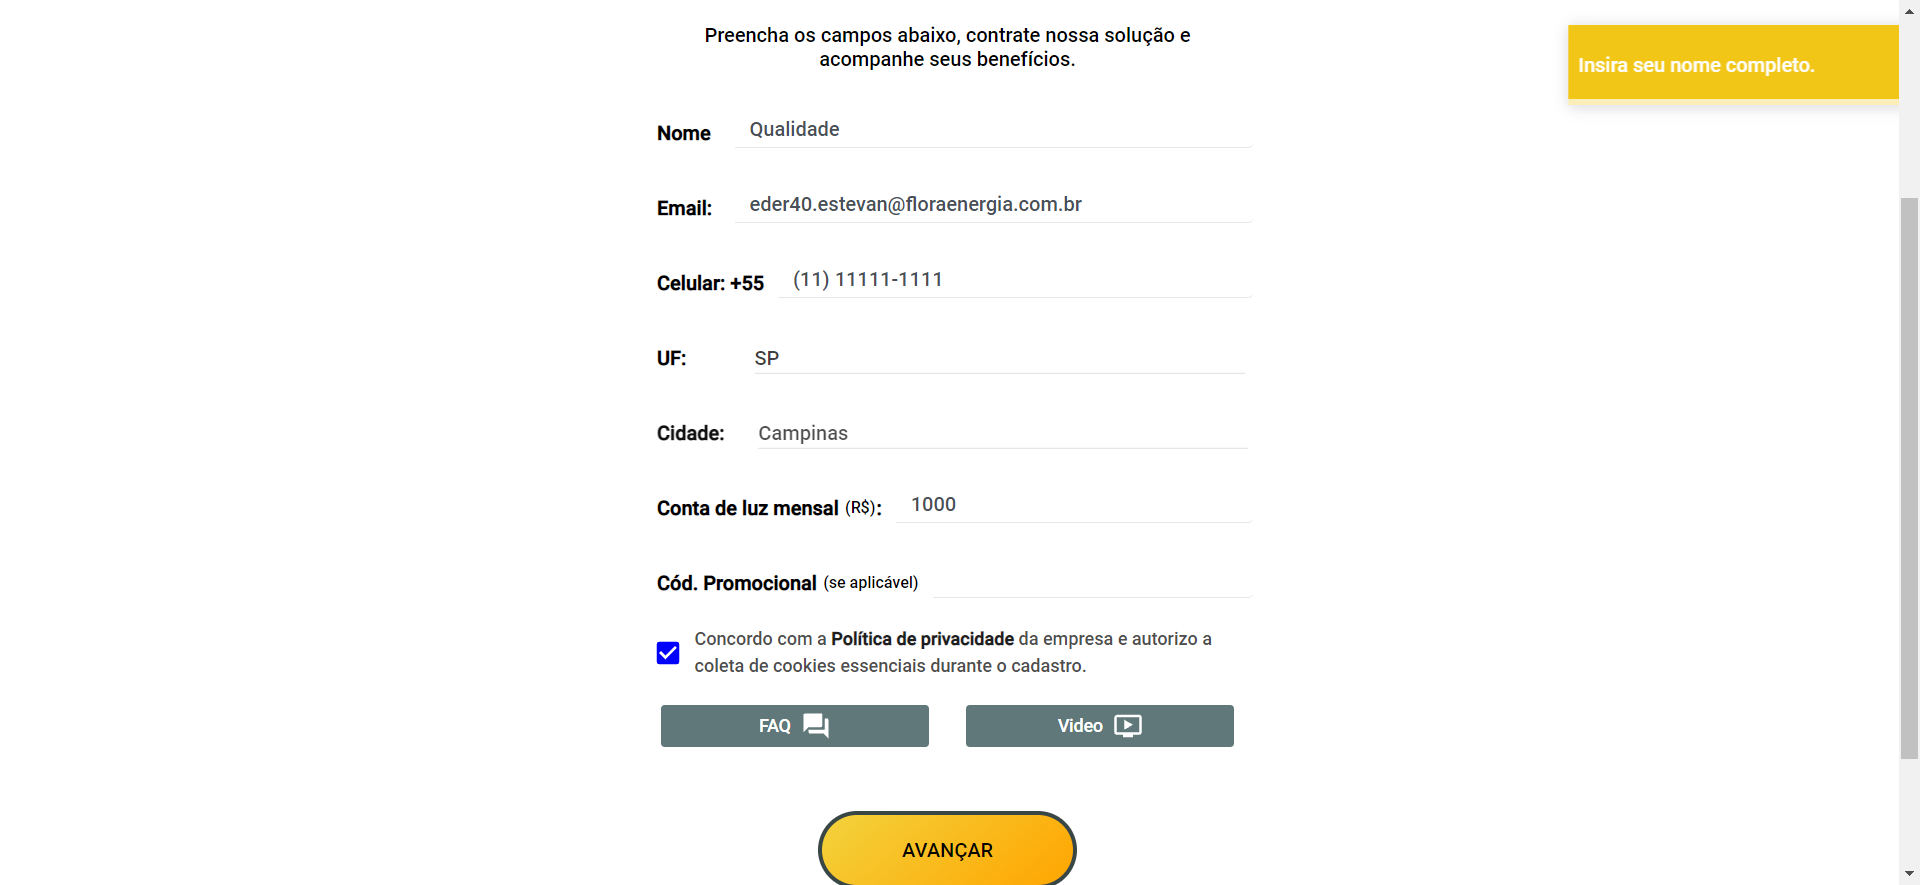 Preencha os campos abaixo, contrate nossa solução e
acompanhe seus benefícios.
Insira seu nome completo.
Nome Qualidade
Email: eder40.estevan@floraenergia.com.br
Celular: +55 (11) 11111-1111
UF: SP
Cidade: Campinas
Conta de luz mensal (R$): 1000
Cód. Promocional (se aplicável)
Concordo com a Política de privacidade da empresa e autorizo a
coleta de cookies essenciais durante o cadastro.
FAQ Video
AVANÇAR